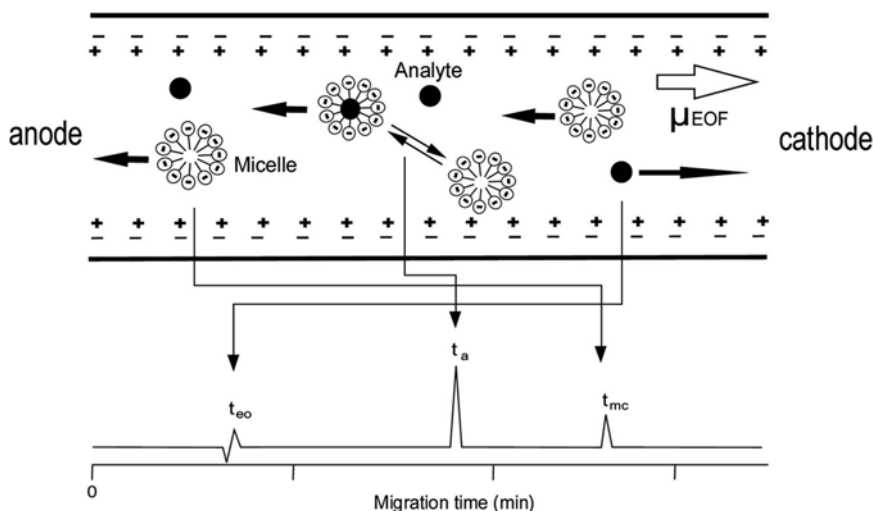 Analyte
anode
μEOF
cathode
Micelle
ta
teo
tmc
0
Migration time (min)